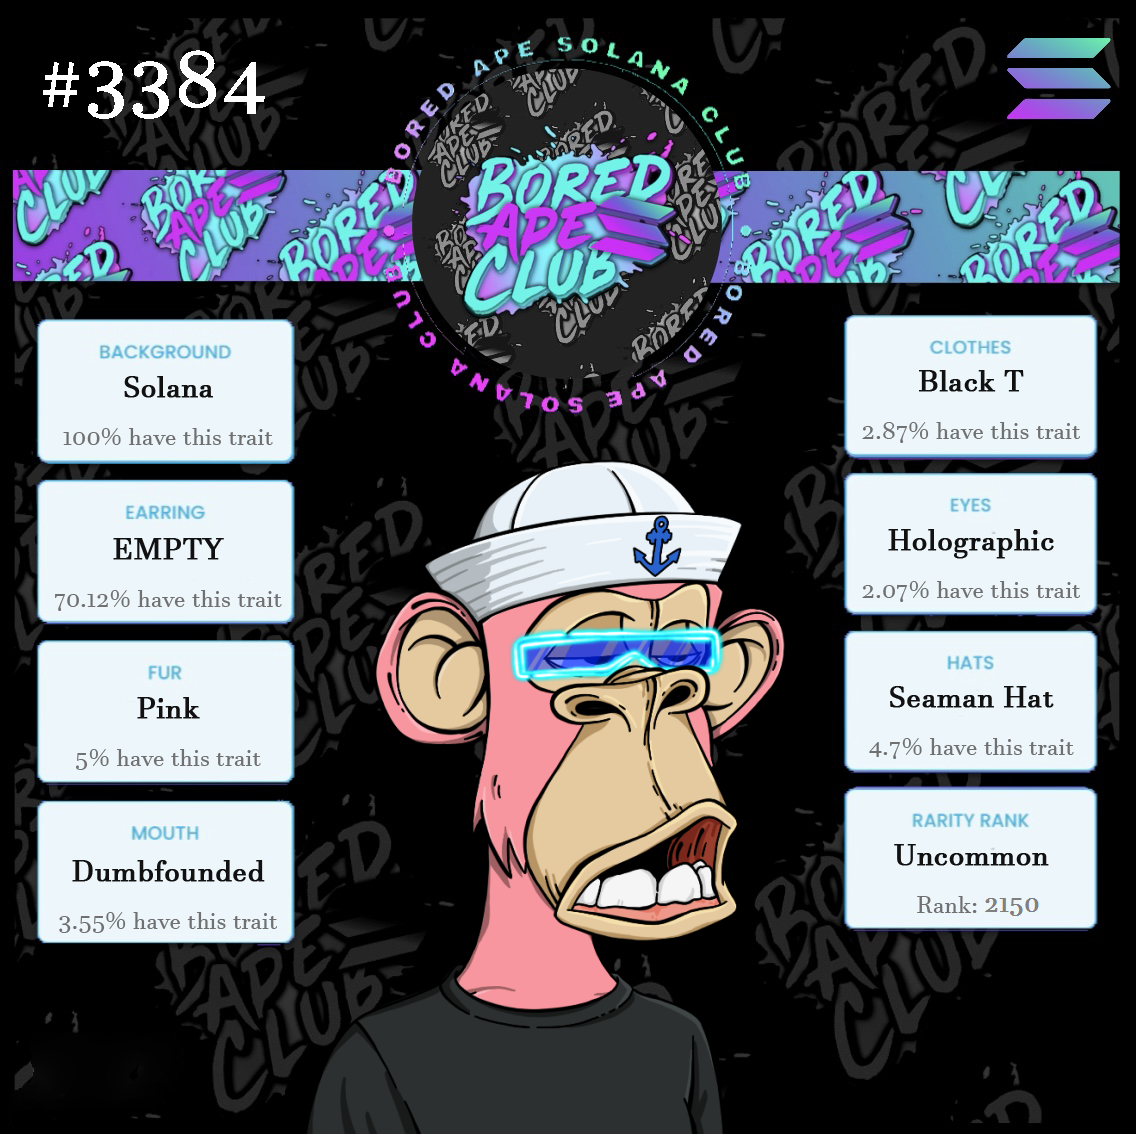 #3384
BORED APE SOLANA CLUB
BORED APE SOLANA CLUB
BORED
APE
CLUB
BACKGROUND
Solana
100% have this trait
EARRING
EMPTY
70.12% have this trait
FUR
Pink
5% have this trait
MOUTH
Dumbfounded
3.55% have this trait
CLOTHES
Black T
2.87% have this trait
EYES
Holographic
2.07% have this trait
HATS
Seaman Hat
4.7% have this trait
RARITY RANK
Uncommon
Rank: 2150